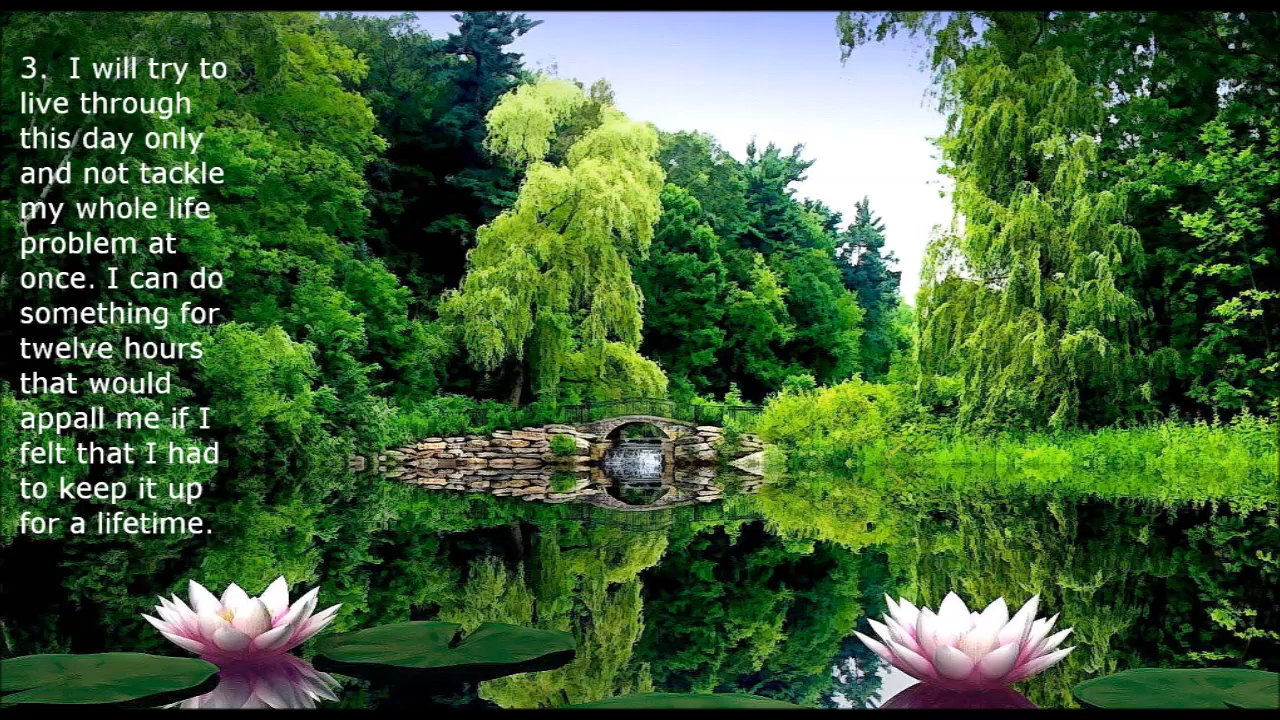 3.  I will try to
live through
this day only
and not tackle
my whole life
problem at
once. I can do
something for
twelve hours
that would
appall me if I
felt that I had
to keep it up
for a lifetime.